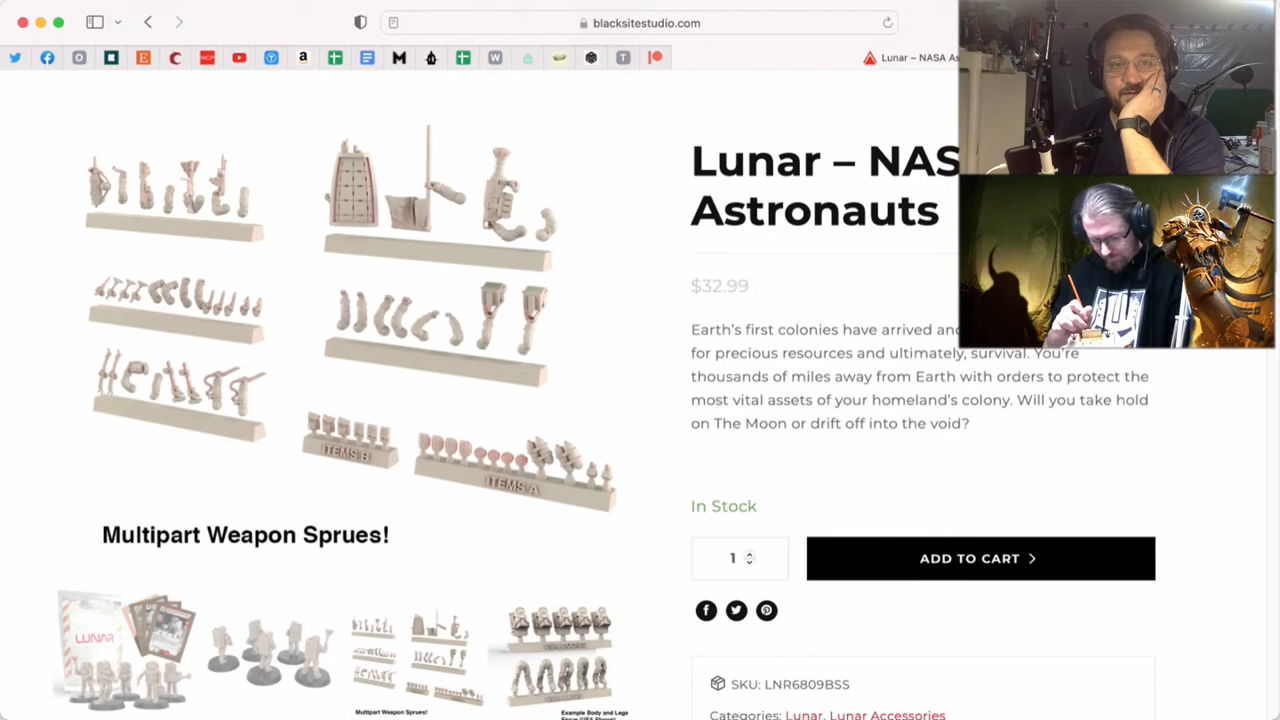 blacksitestudio.com
Lunar – NASA As
Lunar – NAS
Astronauts
$32.99
Earth's first colonies have arrived and
for precious resources and ultimately, survival. You're
thousands of miles away from Earth with orders to protect the
most vital assets of your homeland's colony. Will you take hold
on The Moon or drift off into the void?
ITEMS B
ITEMS A
Multipart Weapon Sprues!
In Stock
1
ADD TO CART
LUNAR
Multipart Weapon Sprues!
Example Body and Legs
SKU: LNR6809BSS
Categories: Lunar, Lunar Accessories